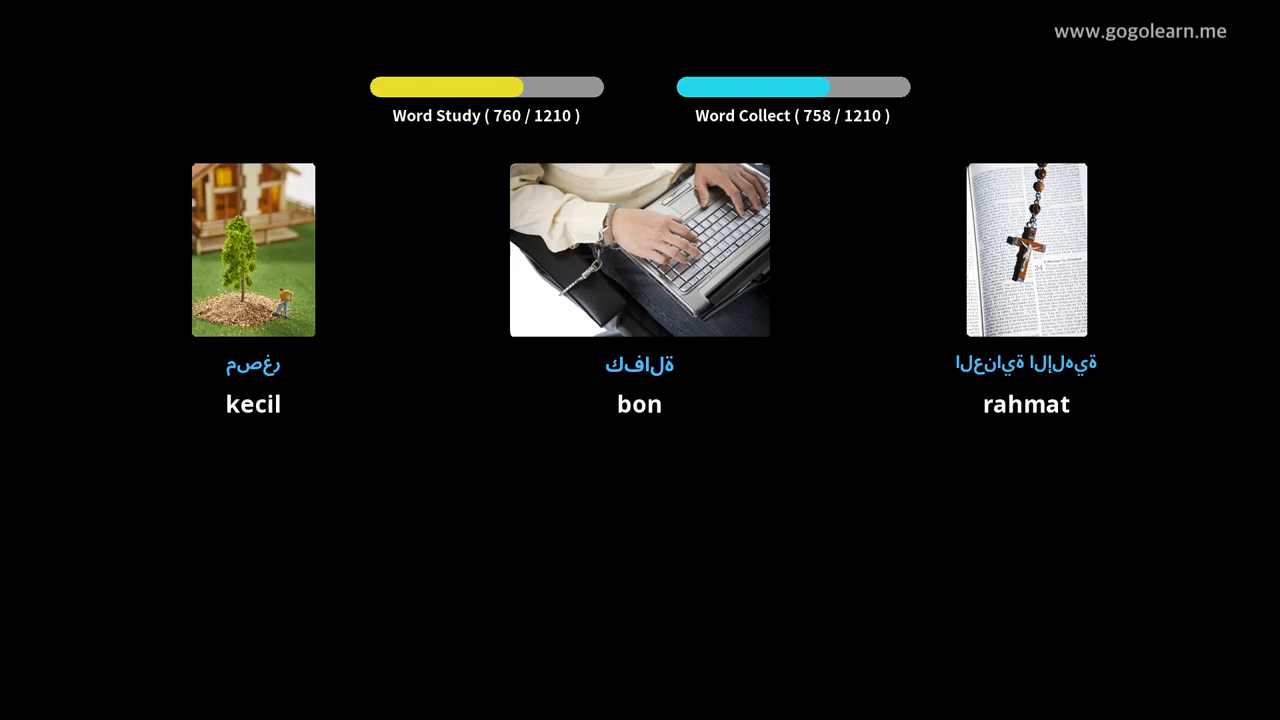 www.gogolearn.me
Word Study ( 760 / 1210 )
Word Collect ( 758 / 1210 )
مصغر
كفالة
العناية الإلهية
kecil
bon
rahmat